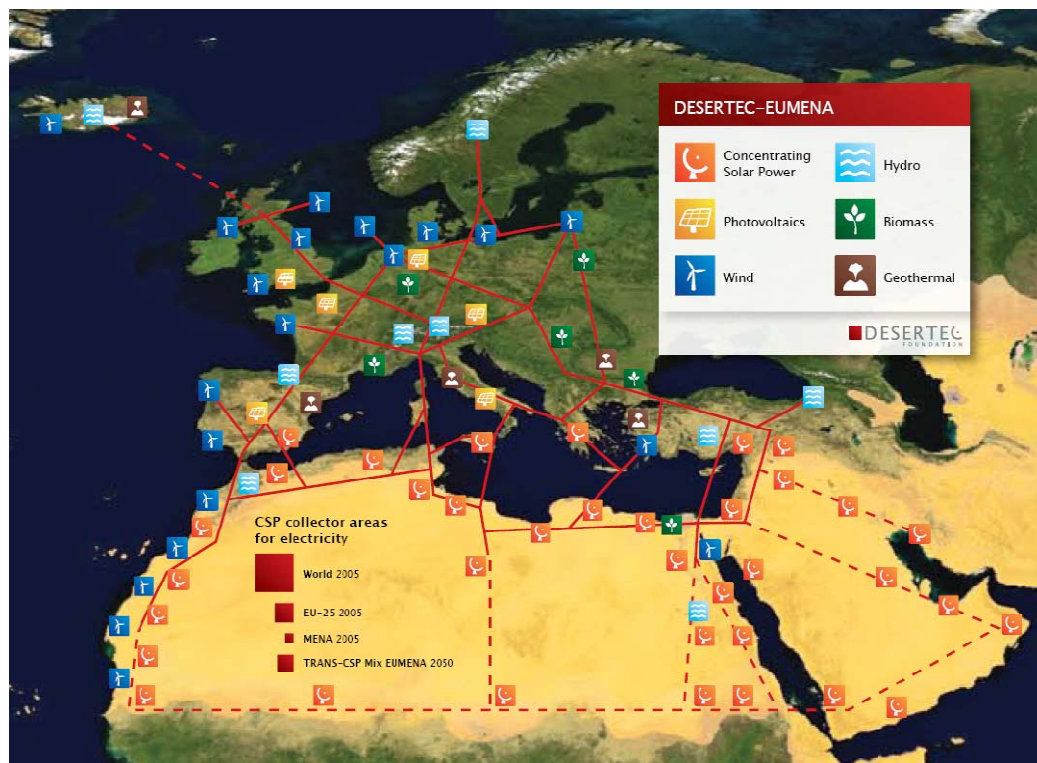 DESERTEC–EUMENA
Concentrating
Solar Power
Hydro
Photovoltaics
Biomass
Wind
Geothermal
DESERTEC
FOUNDATION
CSP collector areas
for electricity
World 2005
EU-25 2005
MENA 2005
TRANS-CSP Mix EUMENA 2050